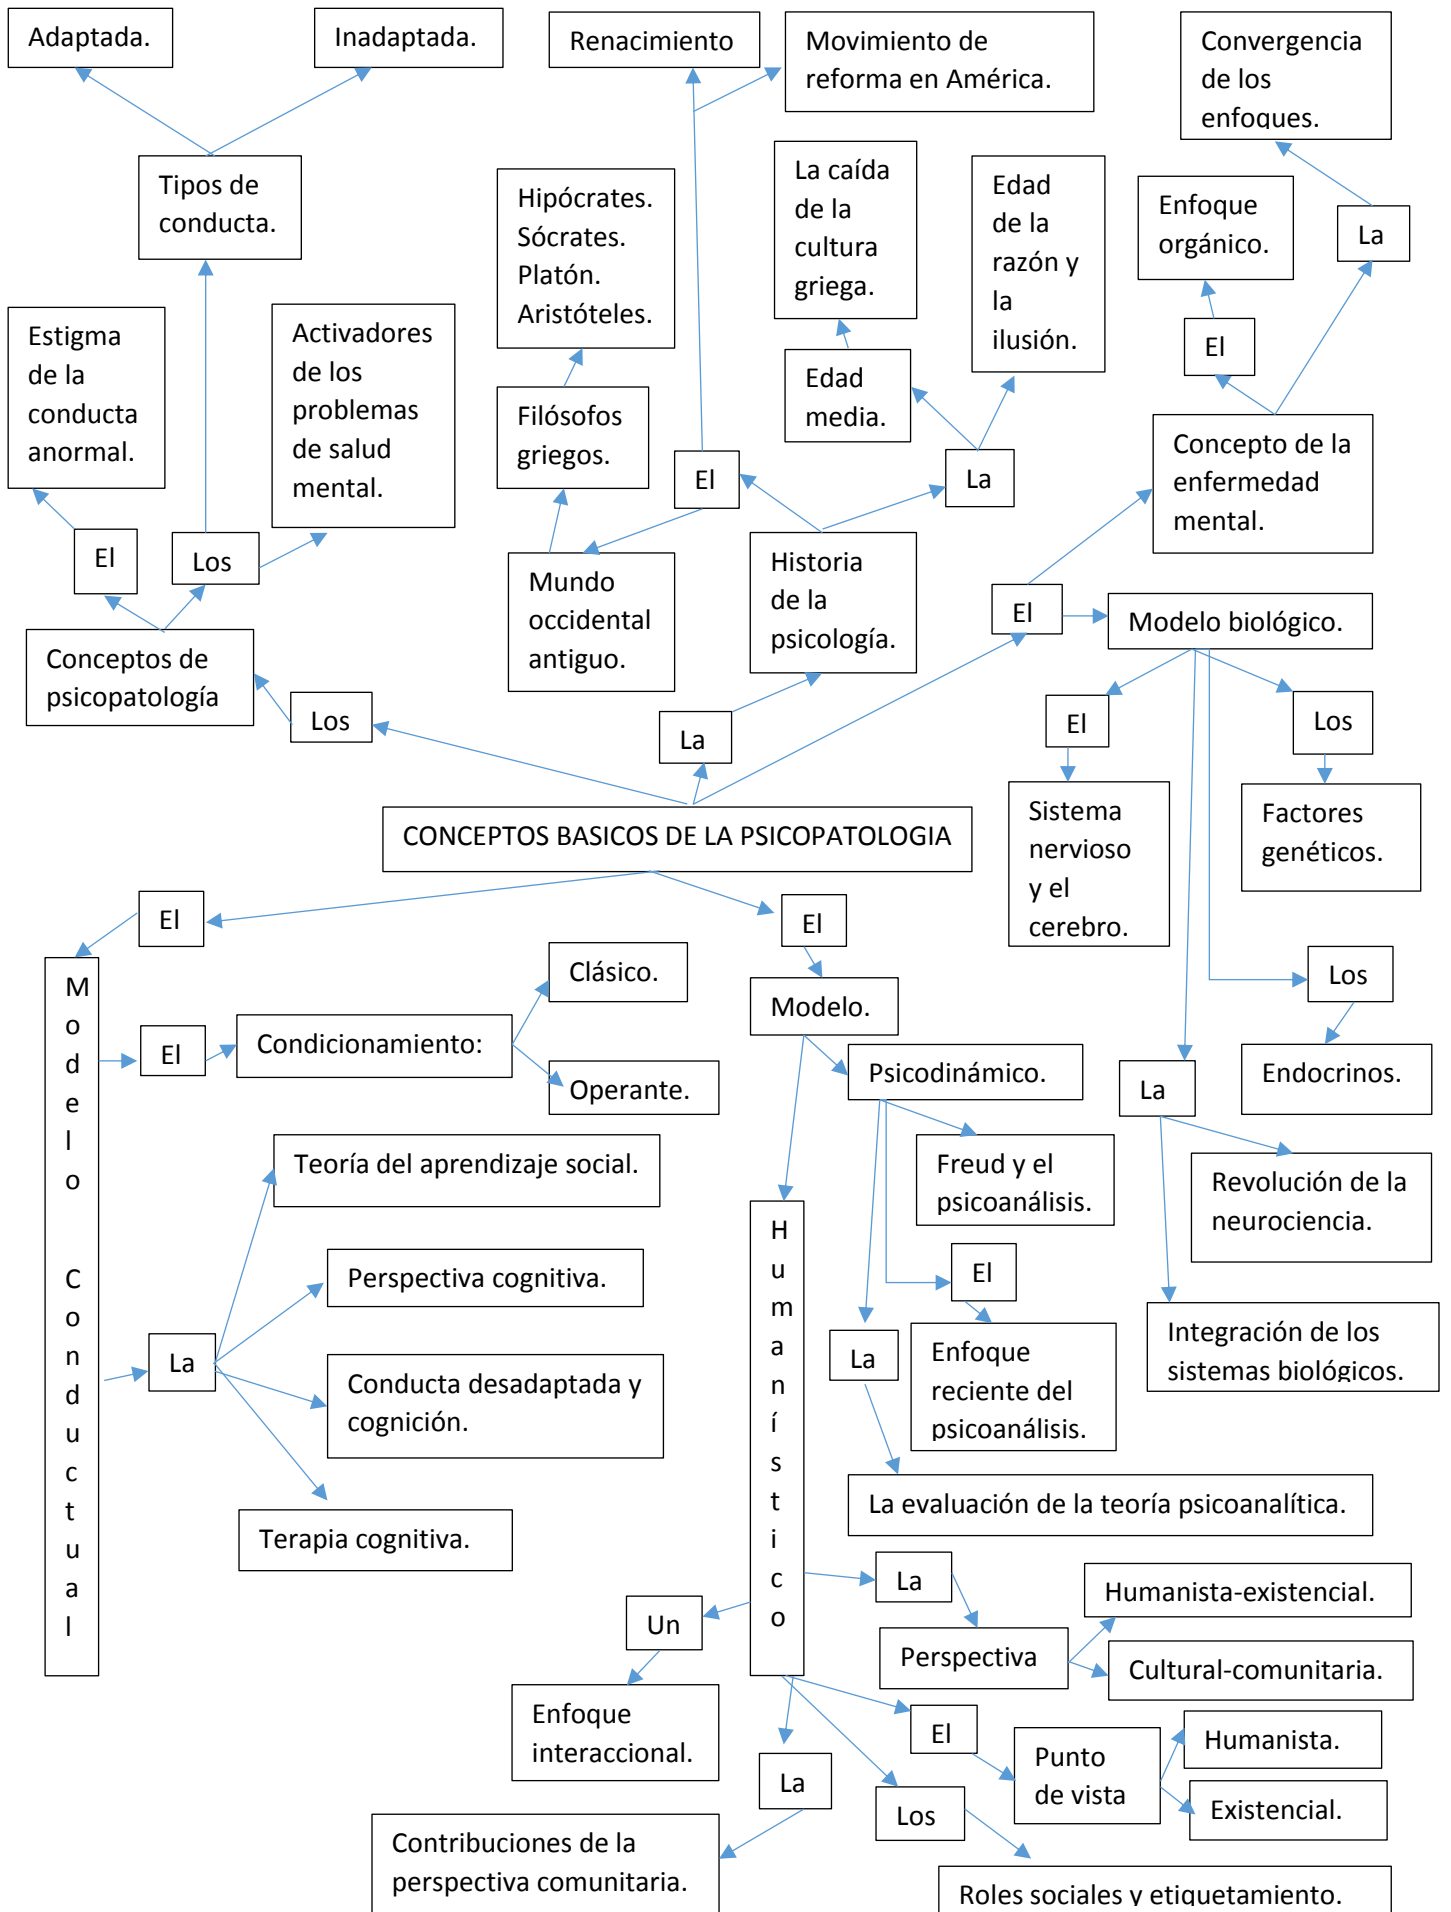 Adaptada.
Inadaptada.
Renacimiento
Movimiento de
reforma en América.
Convergencia
de los
enfoques.
Tipos de
conducta.
Hipócrates.
Sócrates.
Platón.
Aristóteles.
La caída
de la
cultura
griega.
Edad
de la
razón y
la
ilusión.
Enfoque
orgánico.
La
Estigma
de la
conducta
anormal.
Activadores
de los
problemas
de salud
mental.
Filósofos
griegos.
Edad
media.
El
Concepto de la
enfermedad
mental.
El
La
El
Los
Mundo
occidental
antiguo.
Historia
de la
psicología.
El
Modelo biológico.
Conceptos de
psicopatología
Los
La
El
Los
Sistema
nervioso
y el
cerebro.
Factores
genéticos.
CONCEPTOS BASICOS DE LA PSICOPATOLOGIA
El
El
Los
Endocrinos.
La
Revolución de la
neurociencia.
Integración de los
sistemas biológicos.
Modelo Conductual
El
Condicionamiento:
Clásico.
Operante.
La
Teoría del aprendizaje social.
Perspectiva cognitiva.
Conducta desadaptada y
cognición.
Terapia cognitiva.
Modelo.
Psicodinámico.
Freud y el
psicoanálisis.
El
Enfoque
reciente del
psicoanálisis.
La
La evaluación de la teoría psicoanalítica.
Humanístico
La
Perspectiva
Humanista-existencial.
Cultural-comunitaria.
Un
Enfoque
interaccional.
El
Punto
de vista
Humanista.
Existencial.
La
Los
Contribuciones de la
perspectiva comunitaria.
Roles sociales y etiquetamiento.